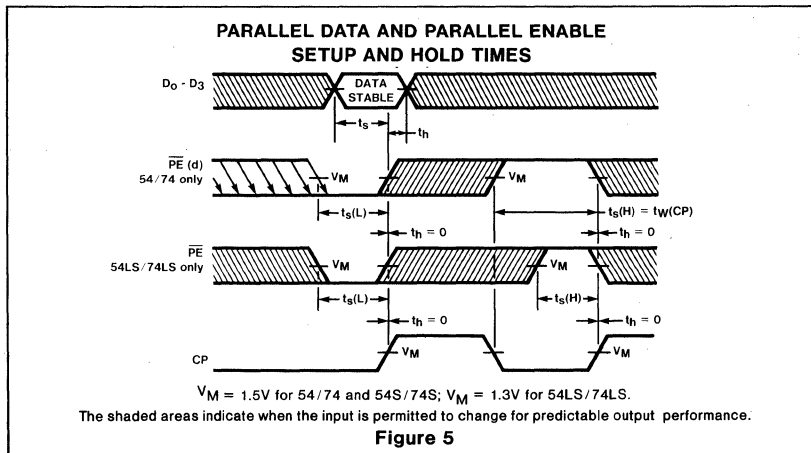 PARALLEL DATA AND PARALLEL ENABLE
SETUP AND HOLD TIMES
D0 - D3
DATA
STABLE
ts
th
PE (d)
54/74 only
VM
VM
ts(L)
ts(H) = tW(CP)
th = 0
th = 0
PE
54LS/74LS only
VM
VM
ts(L)
ts(H)
th = 0
th = 0
CP
VM
VM
VM = 1.5V for 54/74 and 54S/74S; VM = 1.3V for 54LS/74LS.
The shaded areas indicate when the input is permitted to change for predictable output performance.
Figure 5